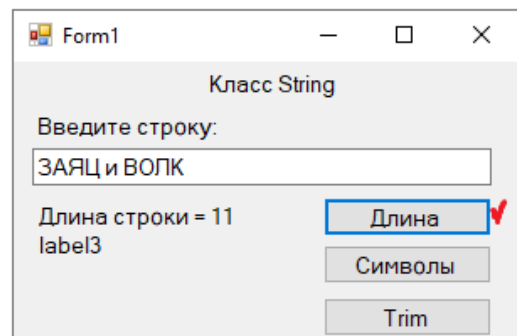 Form1
Класс String
Введите строку:
ЗАЯЦ и ВОЛК
Длина строки = 11
Длина
label3
Символы
Trim